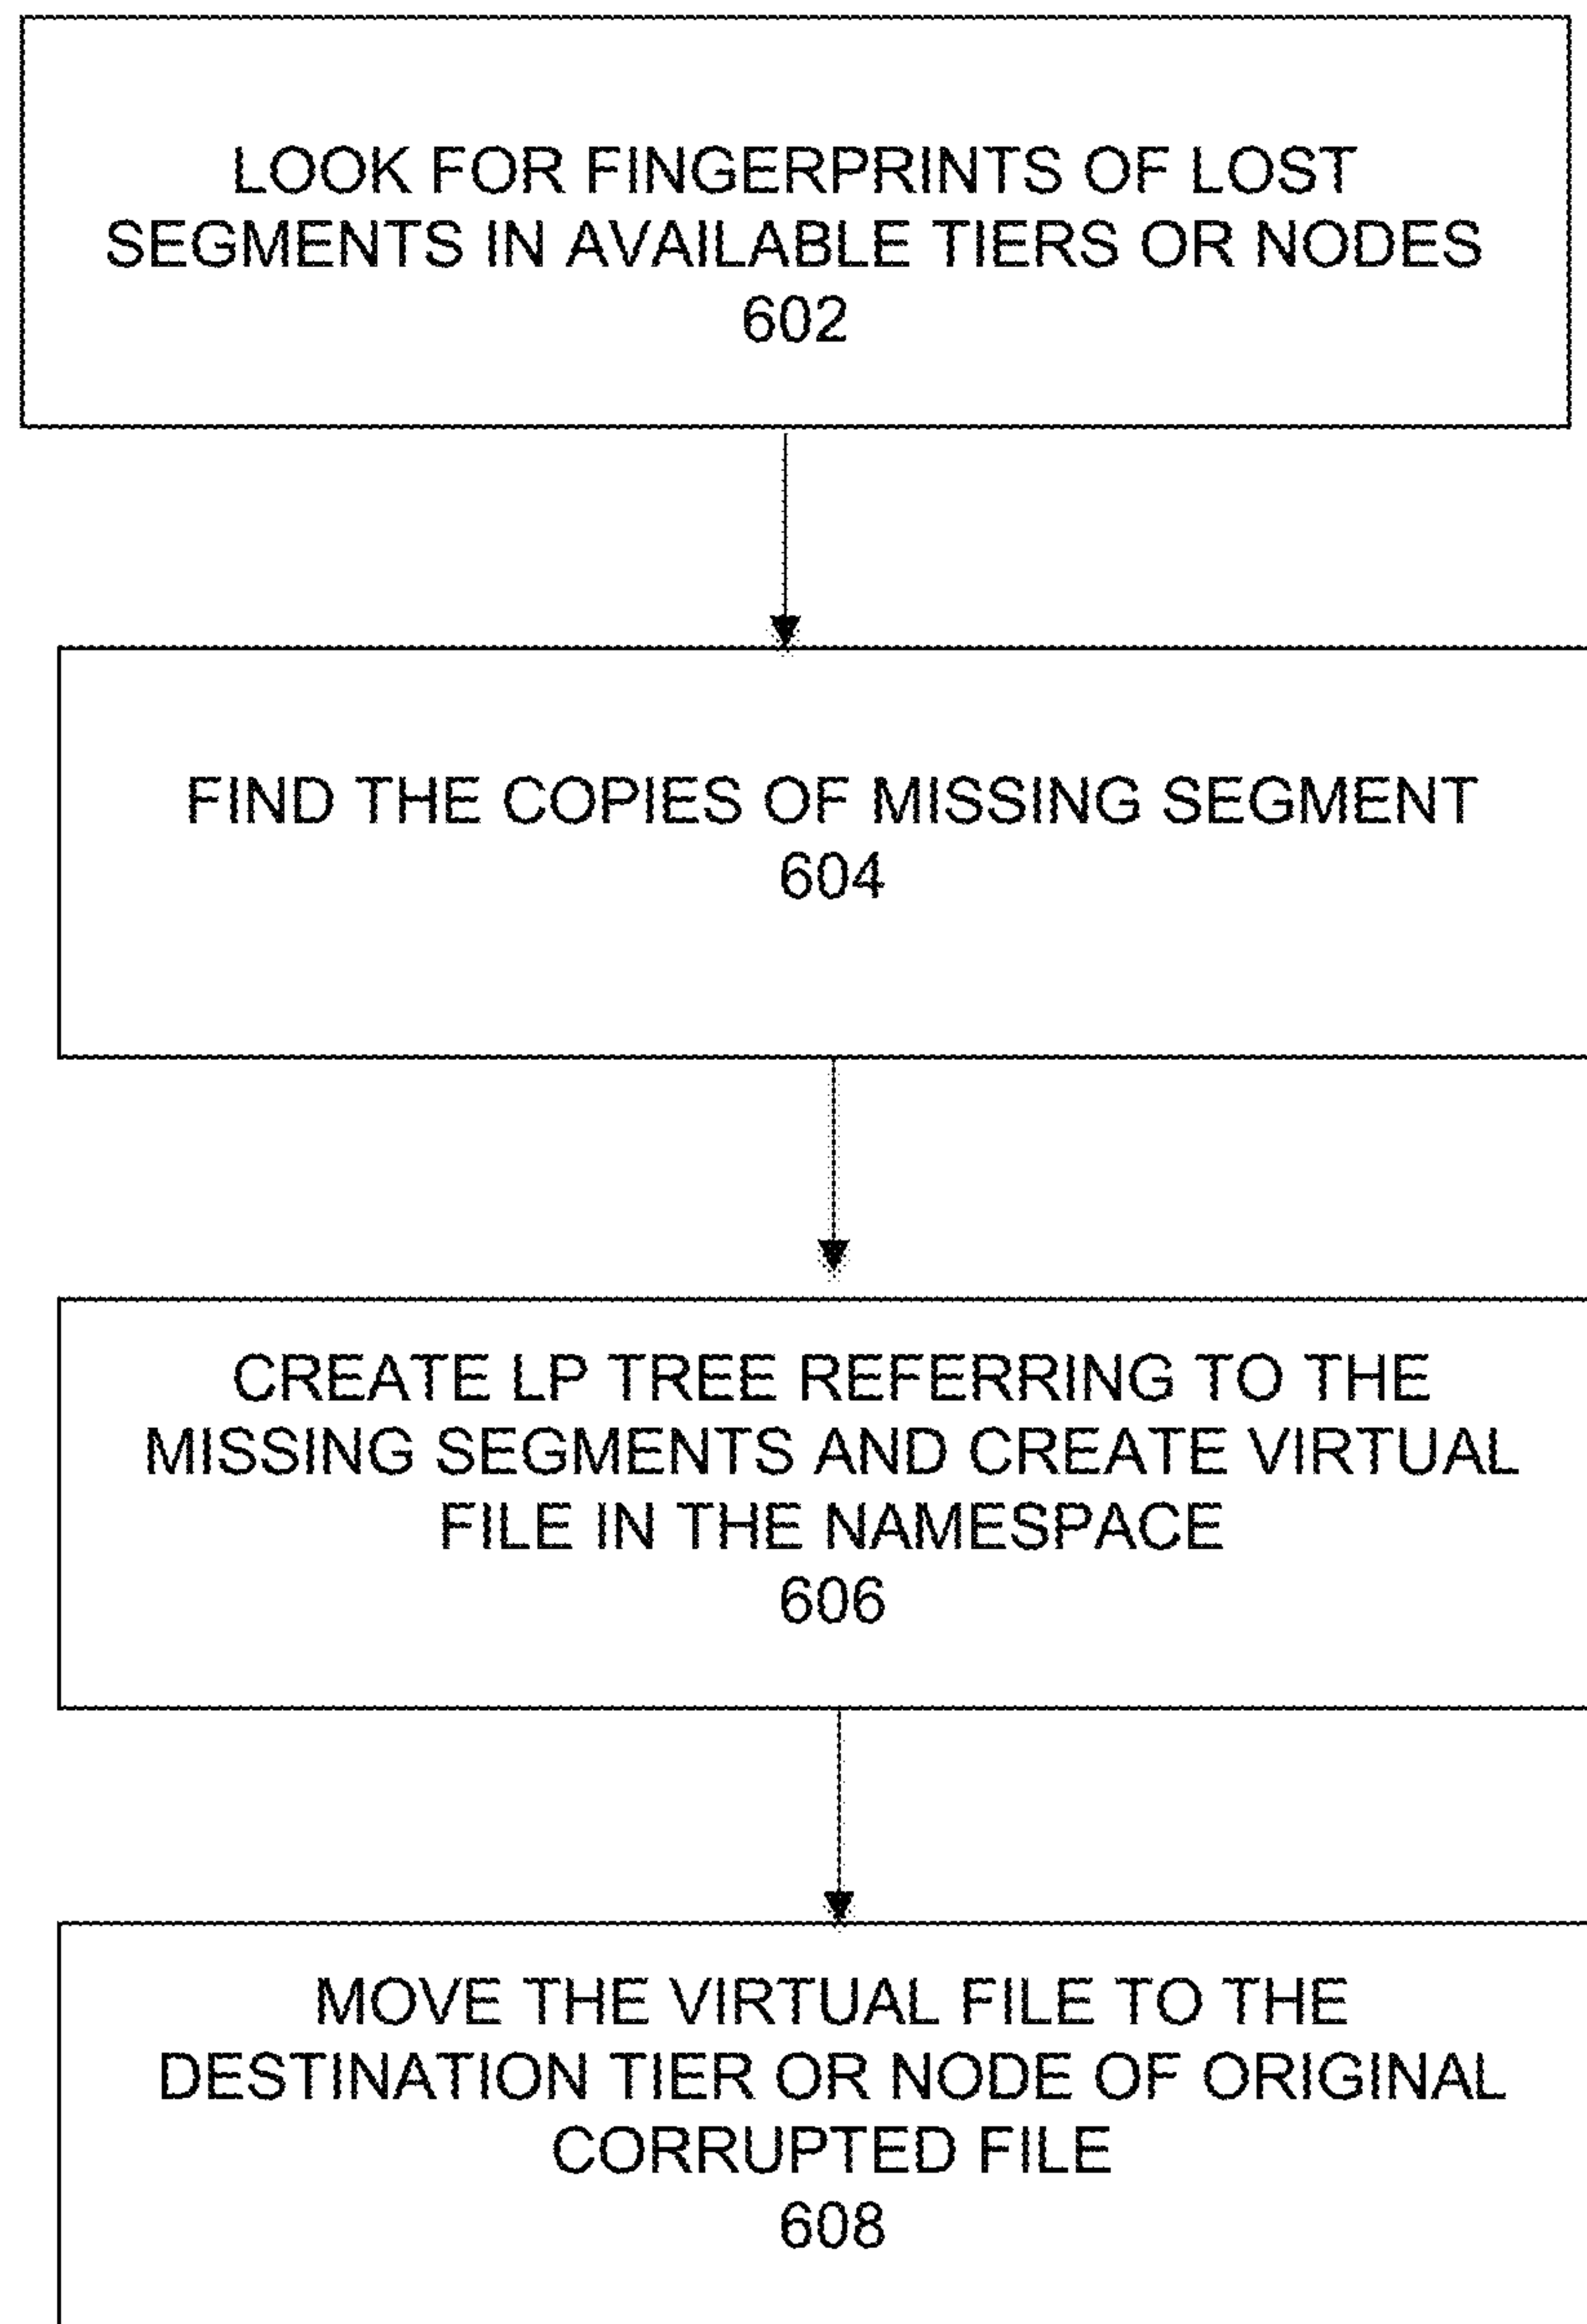 LOOK FOR FINGERPRINTS OF LOST
SEGMENTS IN AVAILABLE TIERS OR NODES
602
FIND THE COPIES OF MISSING SEGMENT
604
CREATE LP TREE REFERRING TO THE
MISSING SEGMENTS AND CREATE VIRTUAL
FILE IN THE NAMESPACE
606
MOVE THE VIRTUAL FILE TO THE
DESTINATION TIER OR NODE OF ORIGINAL
CORRUPTED FILE
608